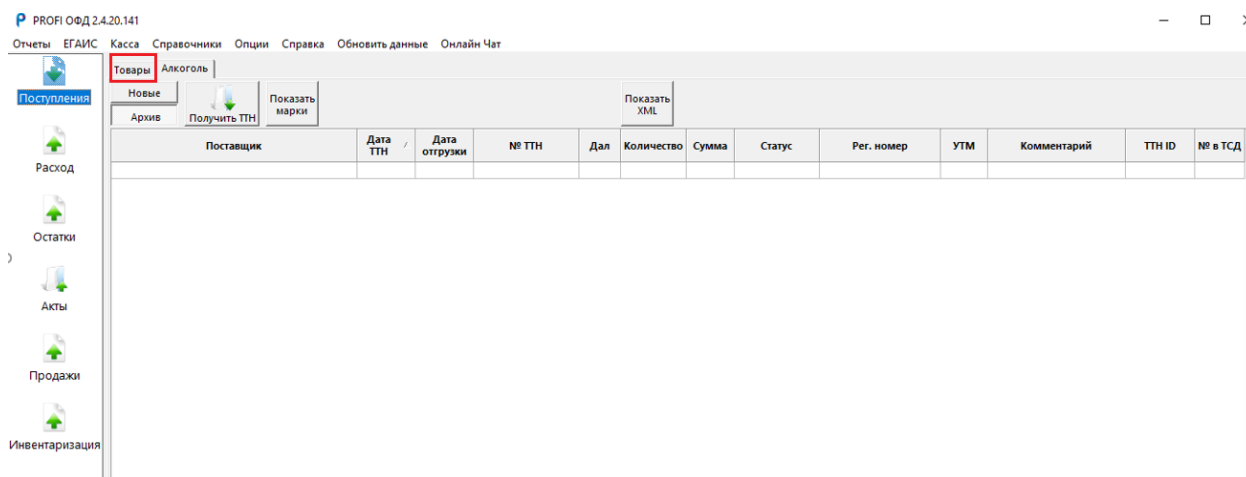 PROFI ОФД 2.4.20.141
Отчеты ЕГАИС Касса Справочники Опции Справка Обновить данные Онлайн Чат
Товары Алкоголь
Поступления
Новые
Архив
Получить ТТН
Показать
марки
Показать
XML
Поставщик Дата ТТН Дата отгрузки № ТТН Дал Количество Сумма Статус Рег. номер УТМ Комментарий TTH ID № в ТСД
Расход
Остатки
Акты
Продажи
Инвентаризация